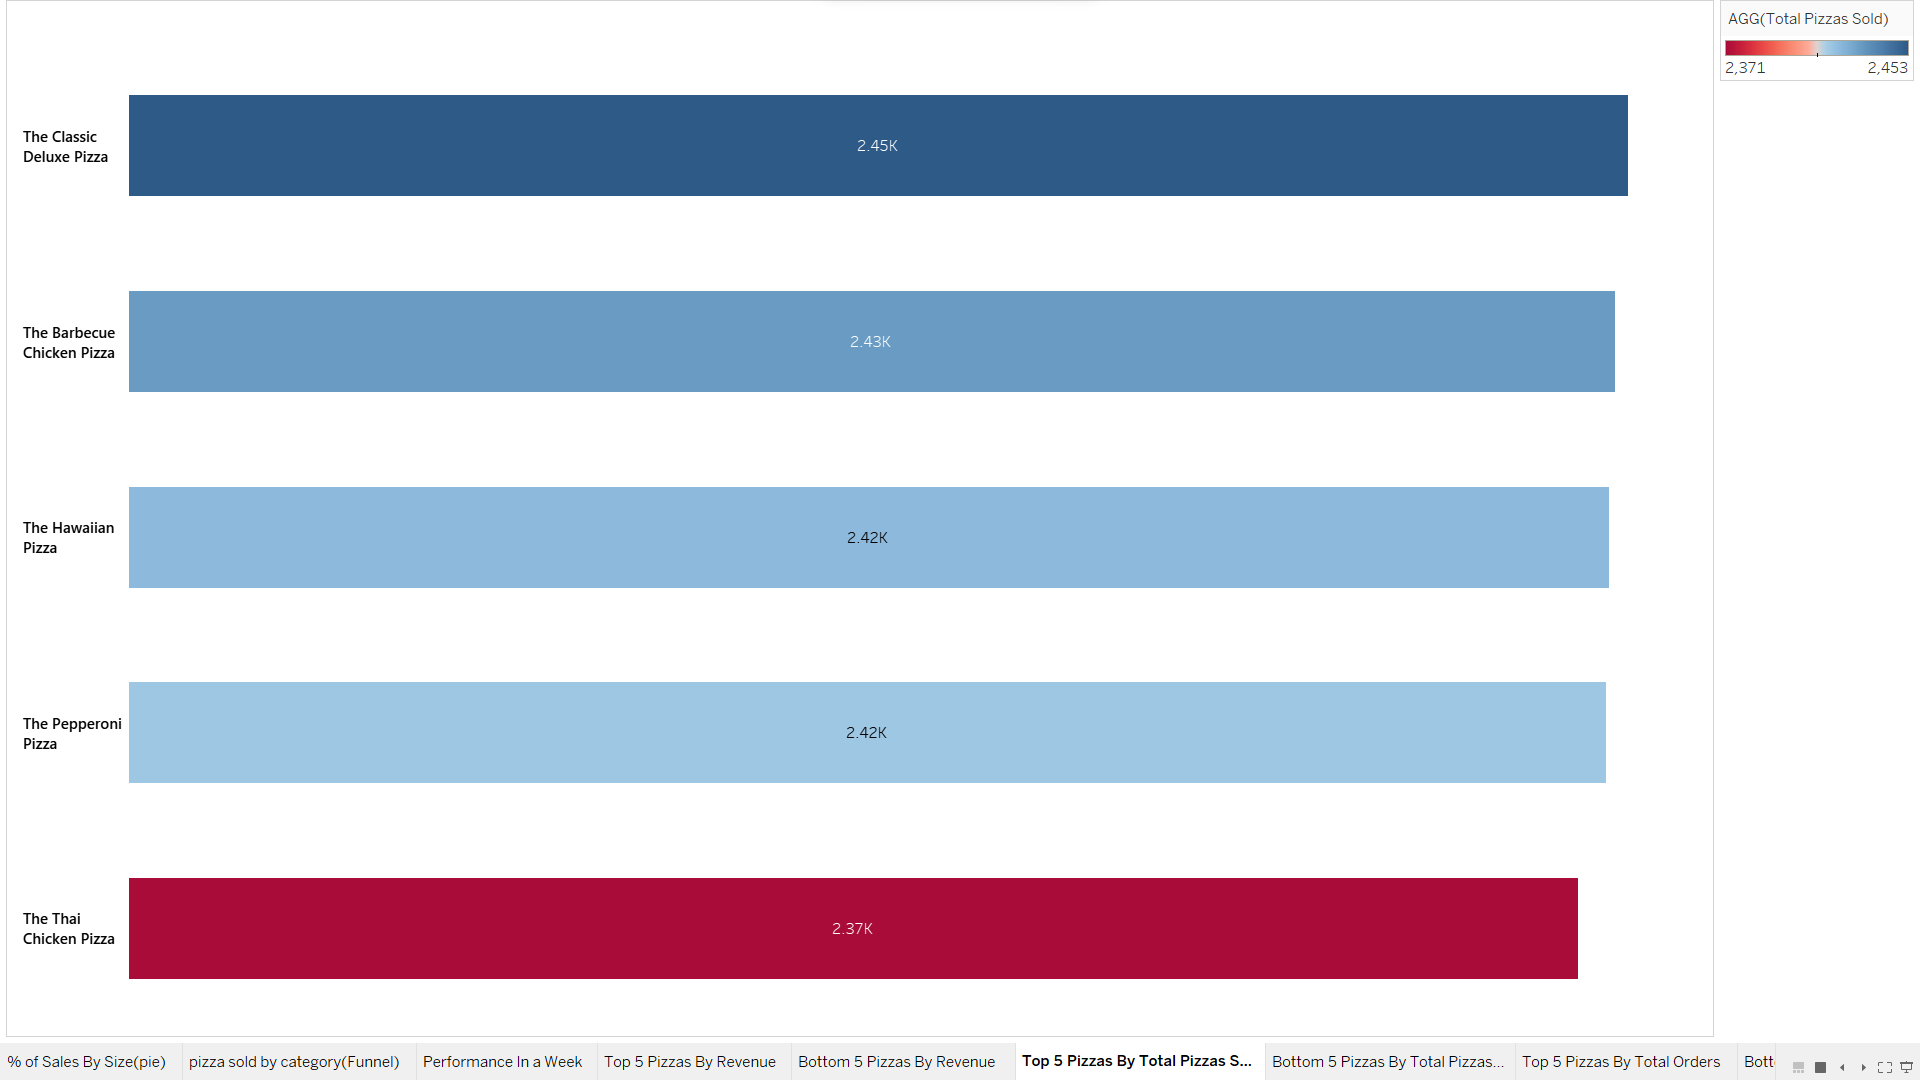 AGG(Total Pizzas Sold)
2,371 2,453
The Classic
Deluxe Pizza
2.45K
The Barbecue
Chicken Pizza
2.43K
The Hawaiian
Pizza
2.42K
The Pepperoni
Pizza
2.42K
The Thai
Chicken Pizza
2.37K
% of Sales By Size(pie) pizza sold by category(Funnel) Performance In a Week Top 5 Pizzas By Revenue Bottom 5 Pizzas By Revenue Top 5 Pizzas By Total Pizzas S... Bottom 5 Pizzas By Total Pizzas... Top 5 Pizzas By Total Orders Bott